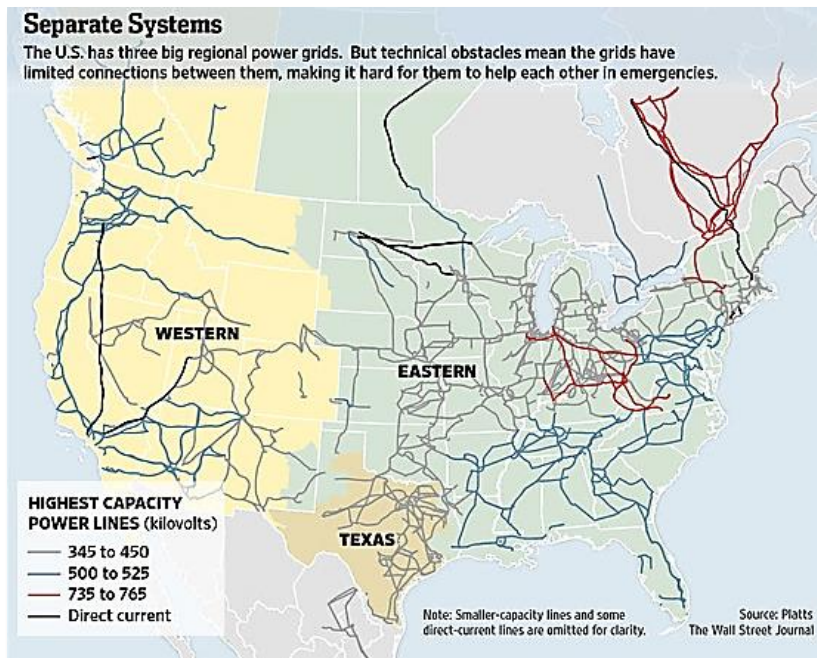 Separate Systems
The U.S. has three big regional power grids.  But technical obstacles mean the grids have
limited connections between them, making it hard for them to help each other in emergencies.
WESTERN
EASTERN
TEXAS
HIGHEST CAPACITY
POWER LINES (kilovolts)
345 to 450
500 to 525
735 to 765
Direct current
Note: Smaller-capacity lines and some
direct-current lines are omitted for clarity.
Source: Platts
The Wall Street Journal